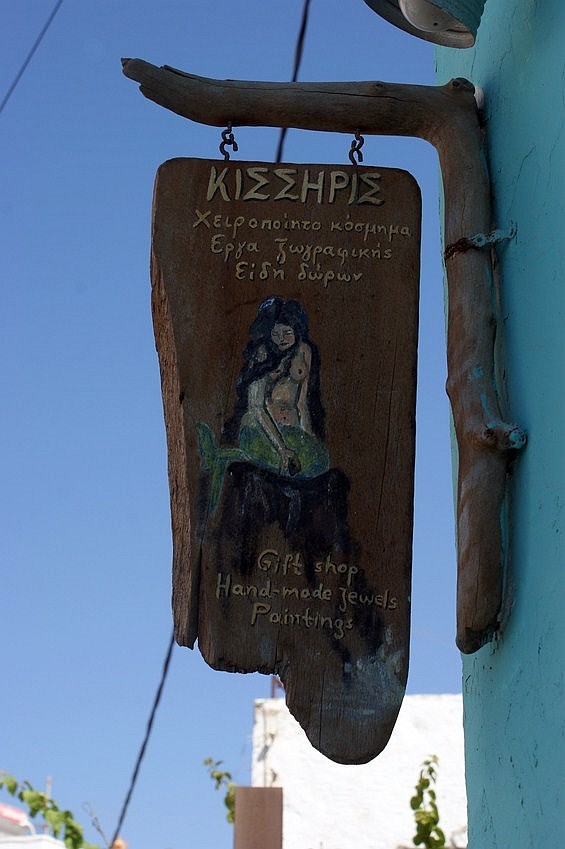 ΚΙΣΣΗΡΙΣ
Χειροποίητο κόσμημα
Εργα ζωγραφικής
Είδη δώρων
Gift shop
Hand-made jewels
Paintings